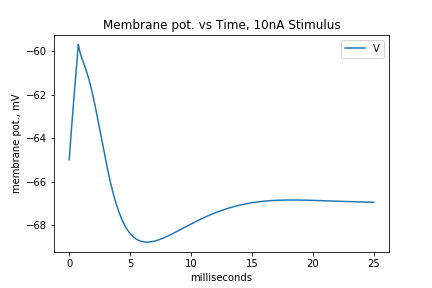 Membrane pot. vs Time, 10nA Stimulus
V
membrane pot., mV
−60
−62
−64
−66
−68
0 5 10 15 20 25
milliseconds